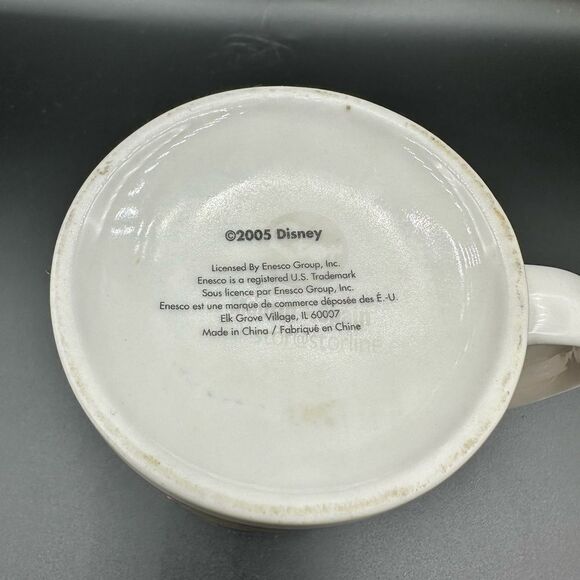 ©2005 Disney
Licensed By Enesco Group, Inc.
Enesco is a registered U.S. Trademark
Sous licence par Enesco Group, Inc.
Enesco est une marque de commerce déposée des É.-U.
Elk Grove Village, IL 60007
Made in China / Fabriqué en Chine